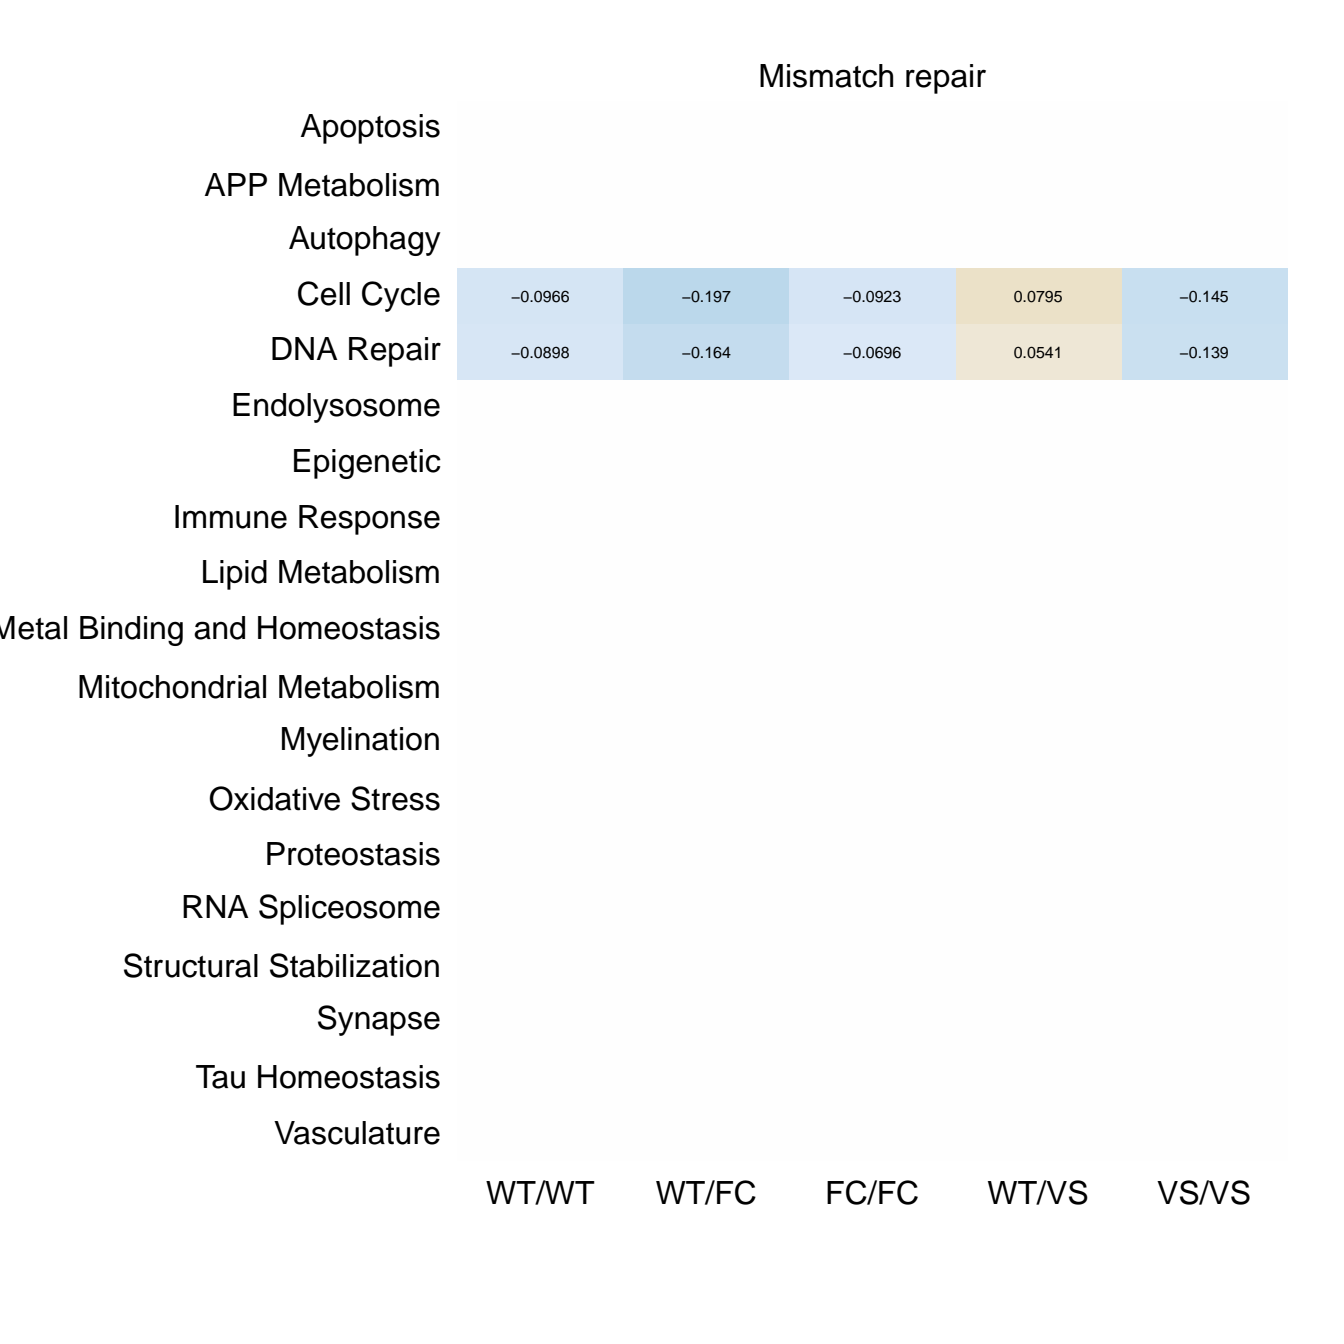 Mismatch repair
Apoptosis
APP Metabolism
Autophagy
Cell Cycle −0.0966 −0.197 −0.0923 0.0795 −0.145
DNA Repair −0.0898 −0.164 −0.0696 0.0541 −0.139
Endolysosome
Epigenetic
Immune Response
Lipid Metabolism
Metal Binding and Homeostasis
Mitochondrial Metabolism
Myelination
Oxidative Stress
Proteostasis
RNA Spliceosome
Structural Stabilization
Synapse
Tau Homeostasis
Vasculature
WT/WT WT/FC FC/FC WT/VS VS/VS